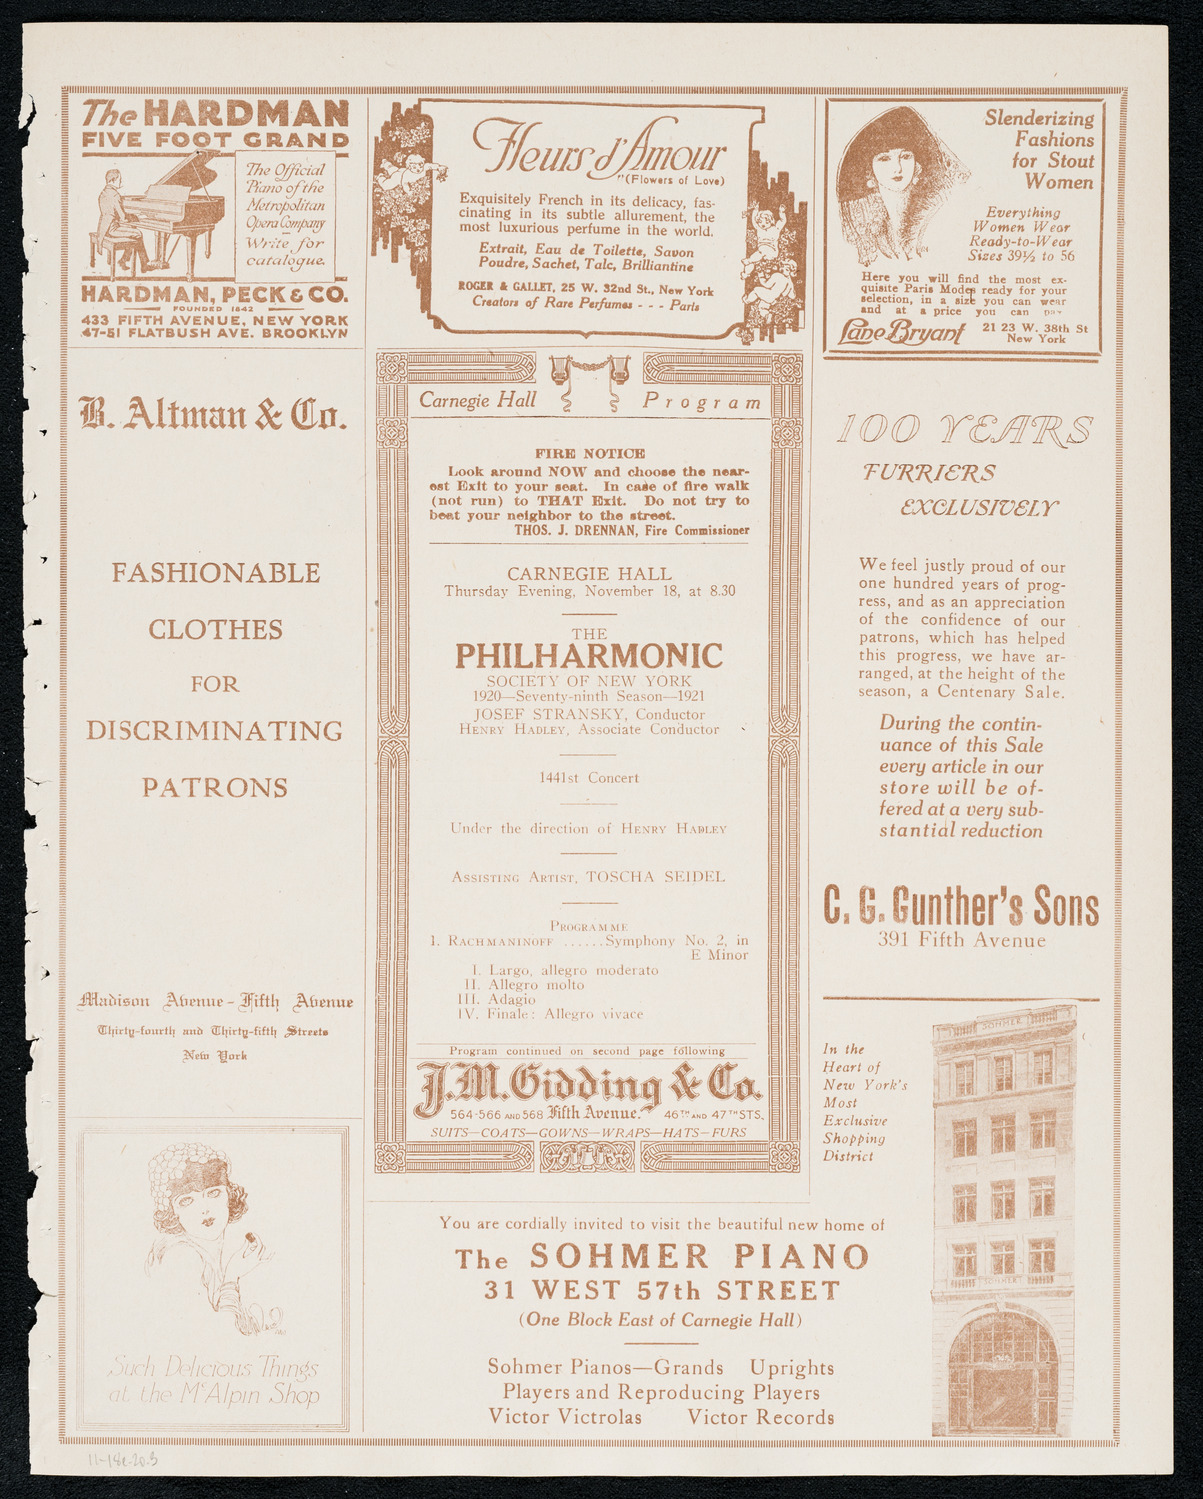 The HARDMAN
FIVE FOOT GRAND
The Official
Piano of the
Metropolitan
Opera Company
Write for
catalogue.
HARDMAN, PECK & CO.
FOUNDED 1842
433 FIFTH AVENUE, NEW YORK
47-51 FLATBUSH AVE. BROOKLYN
Fleurs d'Amour
"(Flowers of Love)
Exquisitely French in its delicacy, fas-
cinating in its subtle allurement, the
most luxurious perfume in the world.
Extrait, Eau de Toilette, Savon
Poudre, Sachet, Talc, Brilliantine
ROGER & GALLET, 25 W. 32nd St., New York
Creators of Rare Perfumes - - - Paris
Slenderizing
Fashions
for Stout
Women
Everything
Women Wear
Ready-to-Wear
Sizes 39½ to 56
Here you will find the most ex-
quisite Paris Modes ready for your
selection, in a size you can wear
and at a price you can pay
Lane Bryant
21 23 W. 38th St
New York
B. Altman & Co.
FASHIONABLE
CLOTHES
FOR
DISCRIMINATING
PATRONS
Madison Avenue - Fifth Avenue
Thirty-fourth and Thirty-fifth Streets
New York
Such Delicious Things
at the McAlpin Shop
Carnegie Hall Program
FIRE NOTICE
Look around NOW and choose the near-
est Exit to your seat. In case of fire walk
(not run) to THAT Exit. Do not try to
beat your neighbor to the street.
THOS. J. DRENNAN, Fire Commissioner
CARNEGIE HALL
Thursday Evening, November 18, at 8.30
THE
PHILHARMONIC
SOCIETY OF NEW YORK
1920—Seventy-ninth Season—1921
JOSEF STRANSKY, Conductor
HENRY HADLEY, Associate Conductor
1441st Concert
Under the direction of HENRY HADLEY
ASSISTING ARTIST, TOSCHA SEIDEL
PROGRAMME
1. RACHMANINOFF ......Symphony No. 2, in
E Minor
I. Largo, allegro moderato
II. Allegro molto
III. Adagio
IV. Finale: Allegro vivace
Program continued on second page following
J.M. Gidding & Co.
564-566 AND 568 Fifth Avenue. 46TH AND 47TH STS.
SUITS—COATS—GOWNS—WRAPS—HATS—FURS
100 YEARS
FURRIERS
EXCLUSIVELY
We feel justly proud of our
one hundred years of prog-
ress, and as an appreciation
of the confidence of our
patrons, which has helped
this progress, we have ar-
ranged, at the height of the
season, a Centenary Sale.
During the contin-
uance of this Sale
every article in our
store will be of-
fered at a very sub-
stantial reduction
C. G. Gunther's Sons
391 Fifth Avenue
In the
Heart of
New York's
Most
Exclusive
Shopping
District
SOHMER
SOHMER
You are cordially invited to visit the beautiful new home of
The SOHMER PIANO
31 WEST 57th STREET
(One Block East of Carnegie Hall)
Sohmer Pianos—Grands Uprights
Players and Reproducing Players
Victor Victrolas Victor Records
11-18e-20.3